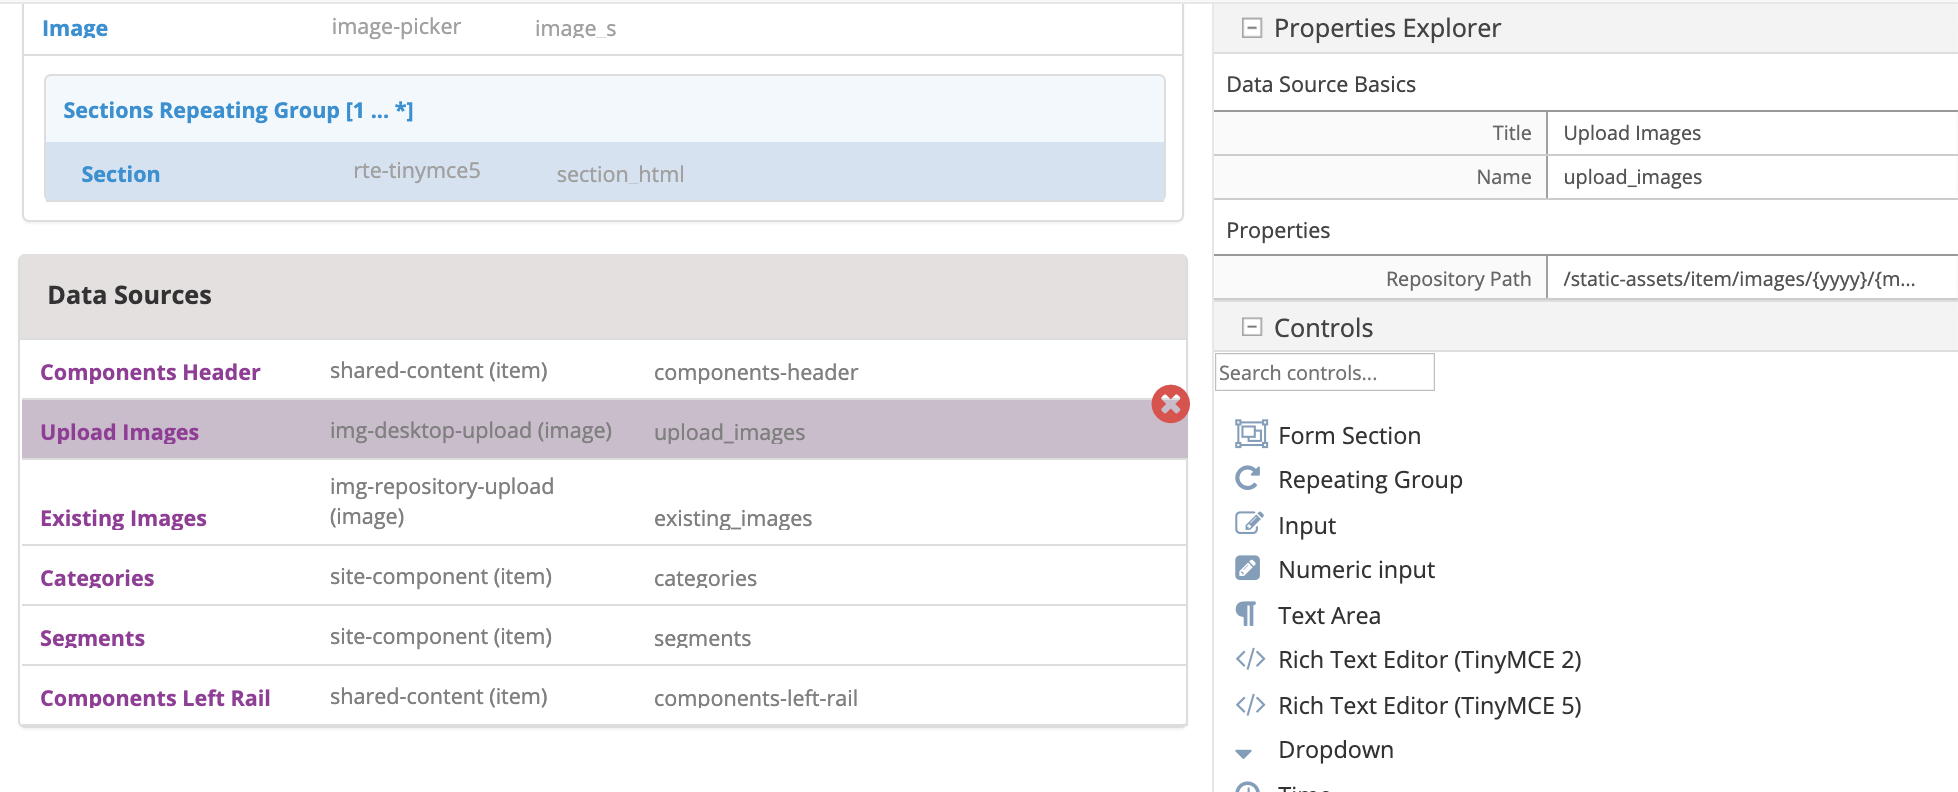 Image image-picker image_s
Sections Repeating Group [1 ... *]
Section rte-tinymce5 section_html
Data Sources
Components Header shared-content (item) components-header
Upload Images img-desktop-upload (image) upload_images
Existing Images img-repository-upload (image) existing_images
Categories site-component (item) categories
Segments site-component (item) segments
Components Left Rail shared-content (item) components-left-rail
Properties Explorer
Data Source Basics
Title Upload Images
Name upload_images
Properties
Repository Path /static-assets/item/images/{yyyy}/{m...
Controls
Search controls...
Form Section
Repeating Group
Input
Numeric input
Text Area
Rich Text Editor (TinyMCE 2)
Rich Text Editor (TinyMCE 5)
Dropdown